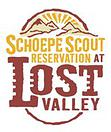 SCHOEPE SCOUT
RESERVATION AT
LOST
VALLEY